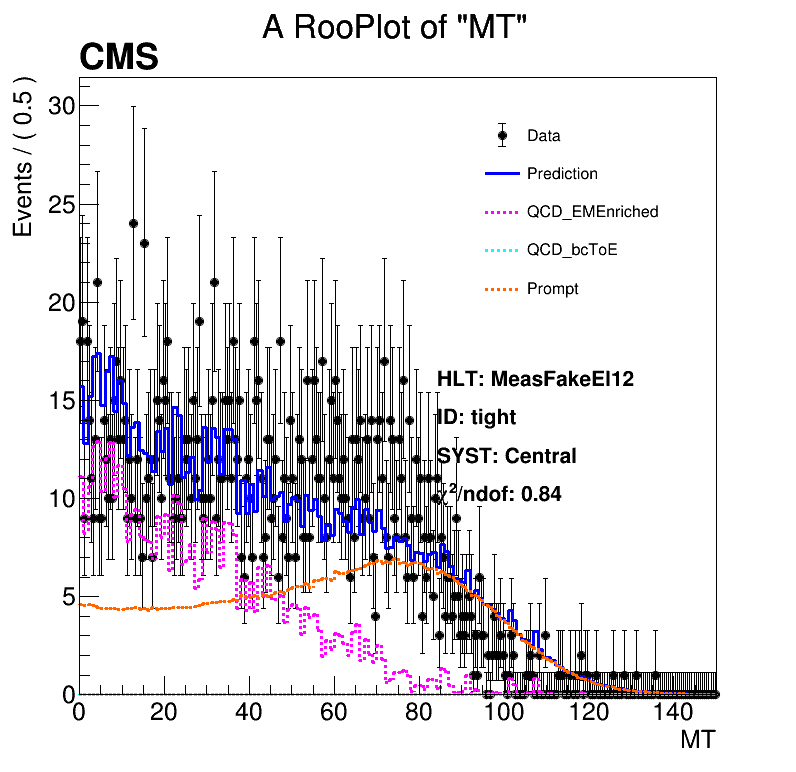 A RooPlot of "MT"
CMS
Events / ( 0.5 )
30
25
20
15
10
5
0
Data
Prediction
QCD_EMEnriched
QCD_bcToE
Prompt
HLT: MeasFakeEl12
ID: tight
SYST: Central
χ²/ndof: 0.84
0 20 40 60 80 100 120 140
MT